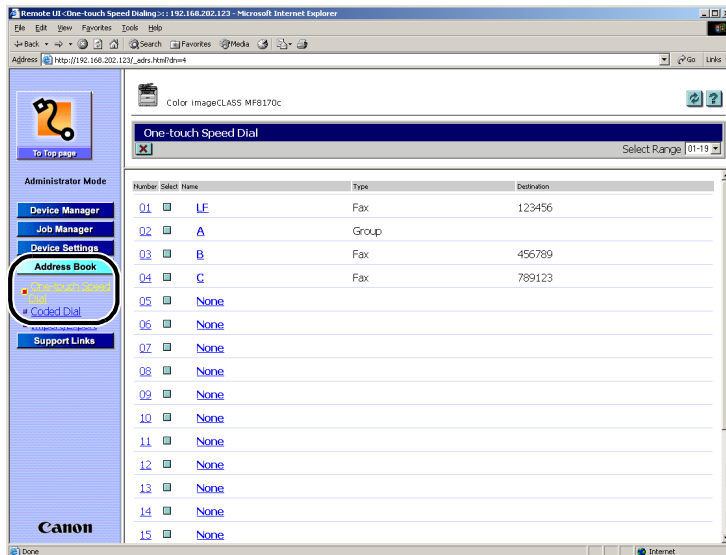 Remote UI<One-touch Speed Dialing>:: 192.168.202.123 - Microsoft Internet Explorer
File Edit View Favorites Tools Help
Back Search Favorites Media
Address http://192.168.202.123/_adrs.html?dn=4 Go Links
To Top page
Color imageCLASS MF8170c
One-touch Speed Dial
Select Range 01-19
Administrator Mode
Device Manager
Job Manager
Device Settings
Address Book
One-touch Speed
Dial
Coded Dial
Import/Export
Support Links
Canon
Number Select Name Type Destination
01 LF Fax 123456
02 A Group
03 B Fax 456789
04 C Fax 789123
05 None
06 None
07 None
08 None
09 None
10 None
11 None
12 None
13 None
14 None
15 None
Done Internet